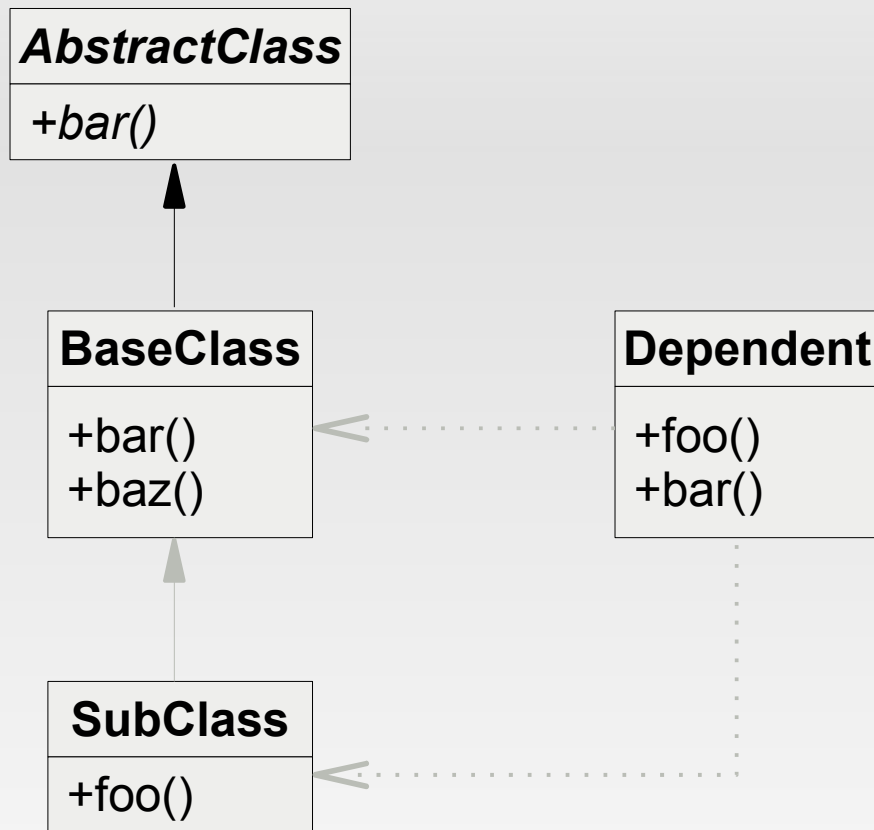 AbstractClass
+bar()
BaseClass
+bar()
+baz()
Dependent
+foo()
+bar()
SubClass
+foo()